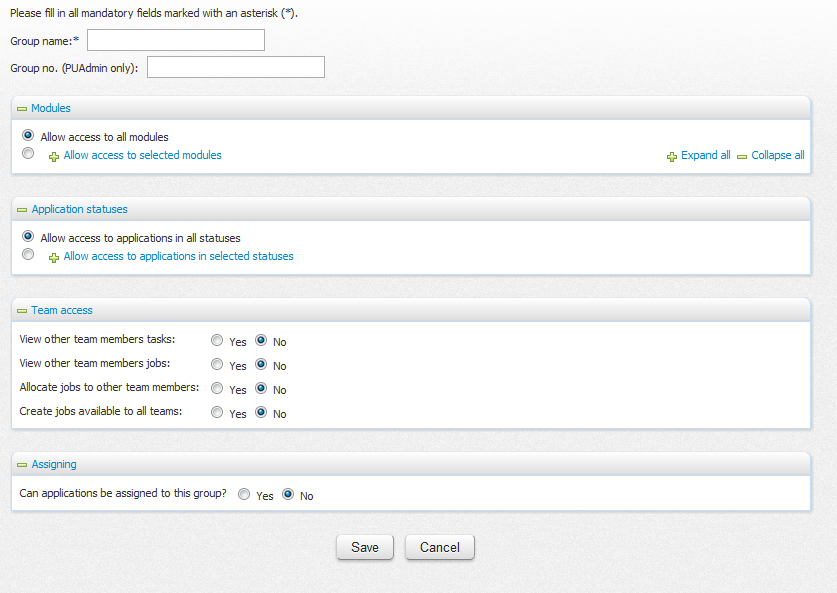 Please fill in all mandatory fields marked with an asterisk (*).
Group name:*
Group no. (PUAdmin only):
Modules
Allow access to all modules
Allow access to selected modules Expand all Collapse all
Application statuses
Allow access to applications in all statuses
Allow access to applications in selected statuses
Team access
View other team members tasks: Yes No
View other team members jobs: Yes No
Allocate jobs to other team members: Yes No
Create jobs available to all teams: Yes No
Assigning
Can applications be assigned to this group? Yes No
Save Cancel